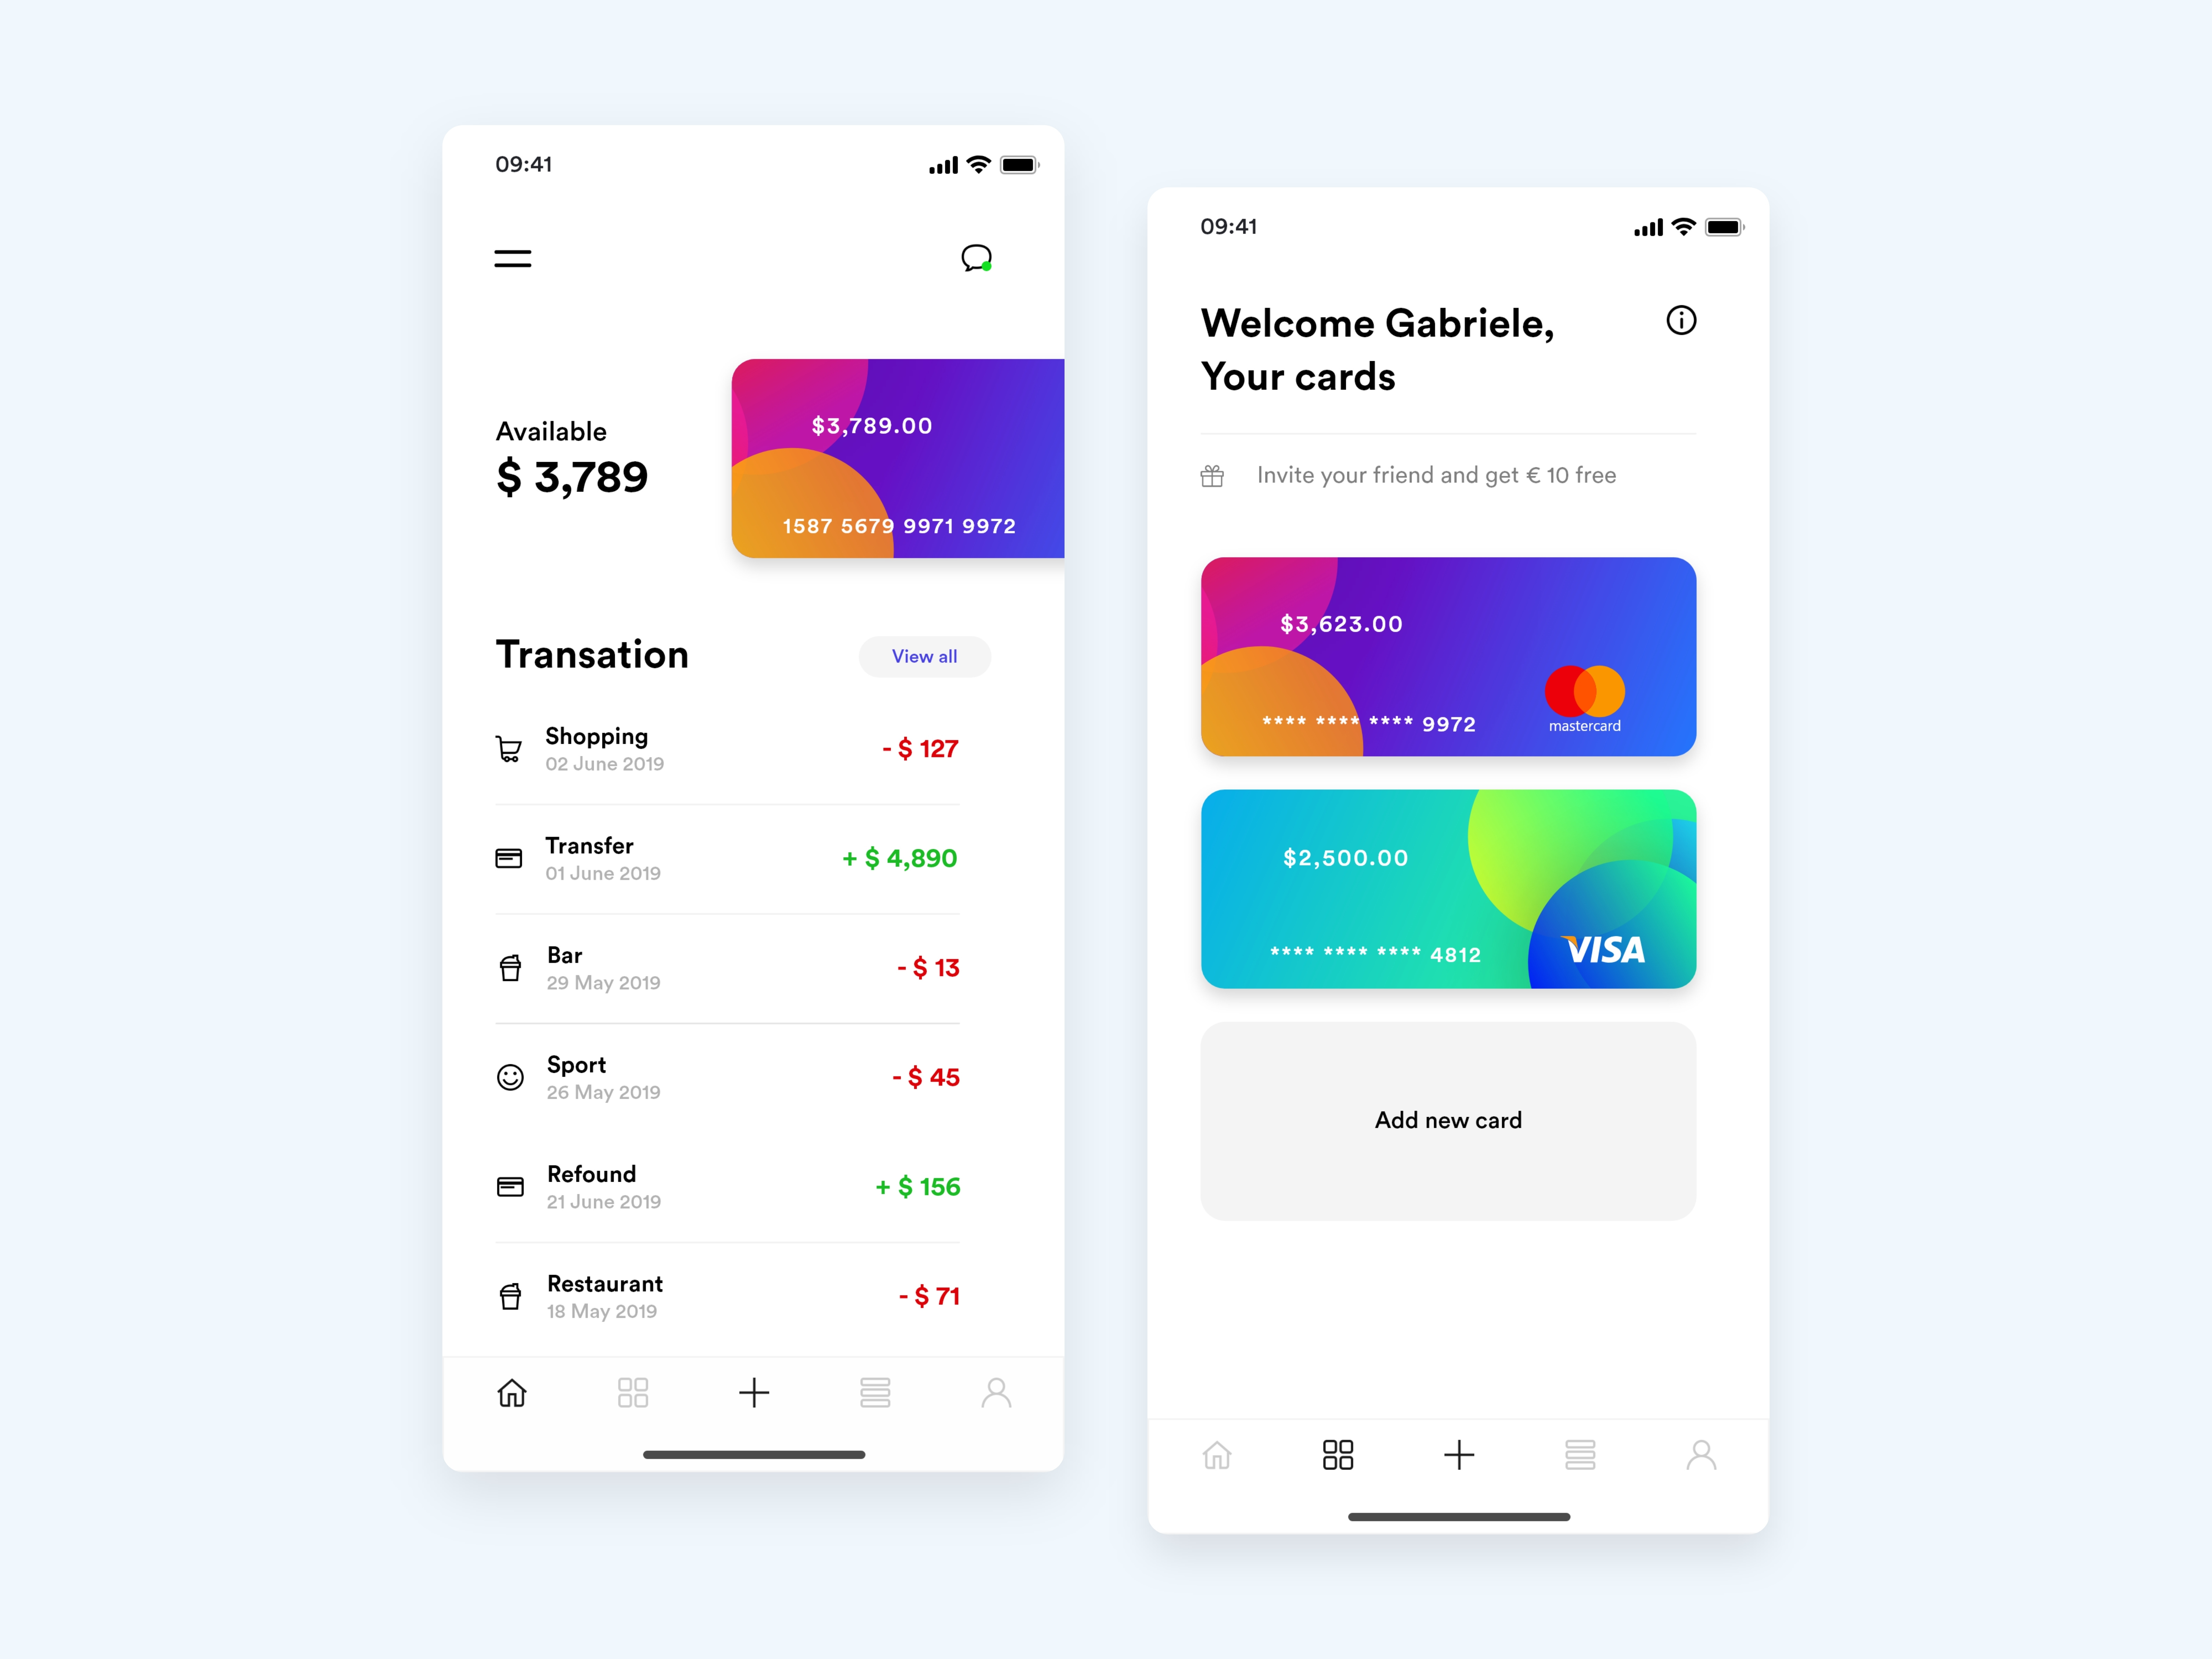 09:41
Available
$ 3,789
$3,789.00
1587 5679 9971 9972
Transation
View all
Shopping
02 June 2019
- $ 127
Transfer
01 June 2019
+ $ 4,890
Bar
29 May 2019
- $ 13
Sport
26 May 2019
- $ 45
Refound
21 June 2019
+ $ 156
Restaurant
18 May 2019
- $ 71
09:41
Welcome Gabriele,
Your cards
Invite your friend and get € 10 free
$3,623.00
**** **** **** 9972
mastercard
$2,500.00
**** **** **** 4812
VISA
Add new card